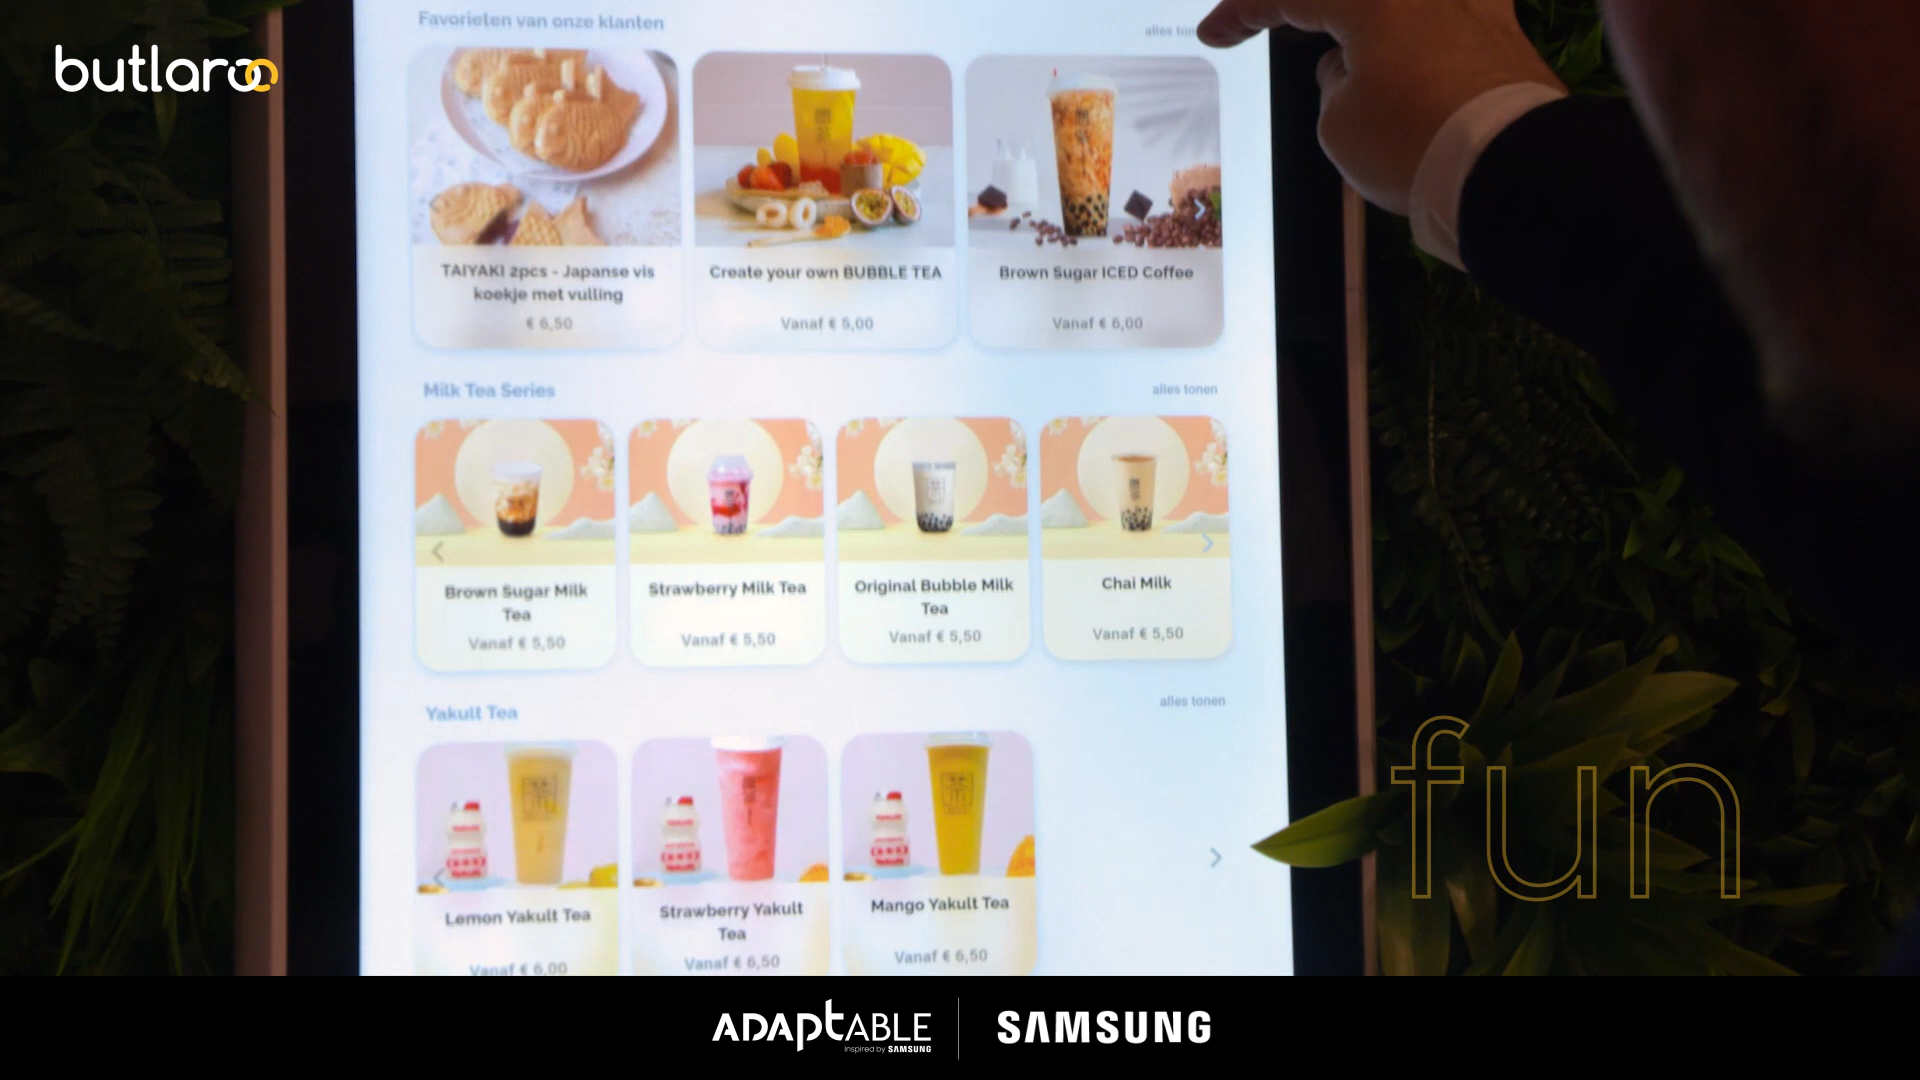 butlaroo
Favorieten van onze klanten
alles
TAIYAKI 2pcs - Japanse vis
koekje met vulling
€ 6,50
Create your own BUBBLE TEA
Vanaf € 5,00
Brown Sugar ICED Coffee
Vanaf € 6,00
Milk Tea Series
alles tonen
Brown Sugar Milk
Tea
Vanaf € 5,50
Strawberry Milk Tea
Vanaf € 5,50
Original Bubble Milk
Tea
Vanaf € 5,50
Chai Milk
Vanaf € 5,50
Yakult Tea
alles tonen
Lemon Yakult Tea
Vanaf € 6,00
Strawberry Yakult
Tea
Vanaf € 6,50
Mango Yakult Tea
Vanaf € 6,50
fun
ADAPtABLE
Inspired by SAMSUNG
SAMSUNG